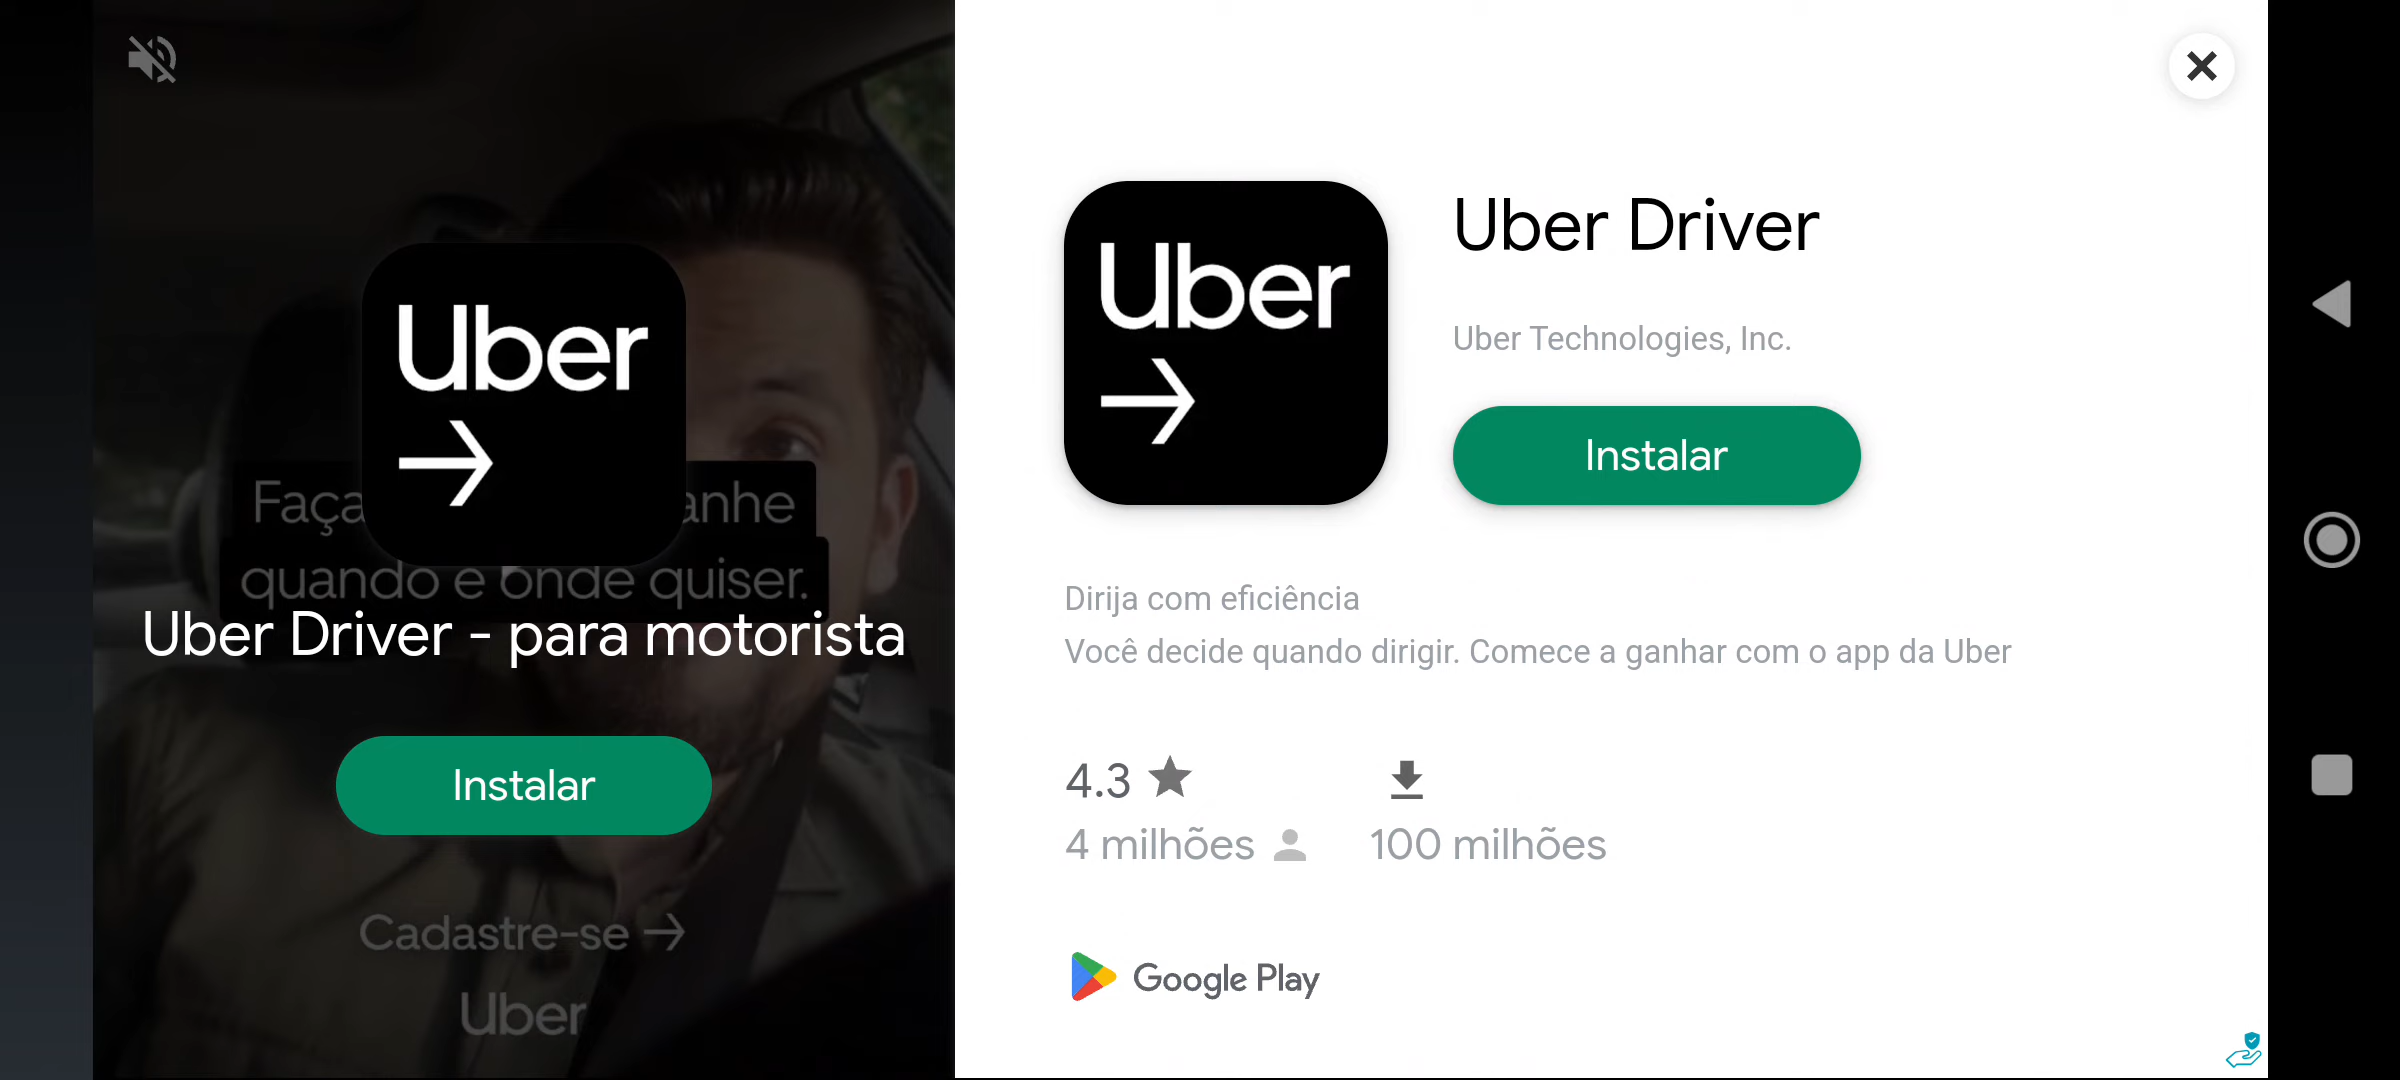 Uber
Faça
anhe
quando e onde quiser.
Uber Driver - para motorista
Instalar
Cadastre-se →
Uber
Uber
Uber Driver
Uber Technologies, Inc.
Instalar
Dirija com eficiência
Você decide quando dirigir. Comece a ganhar com o app da Uber
4.3
4 milhões
100 milhões
Google Play